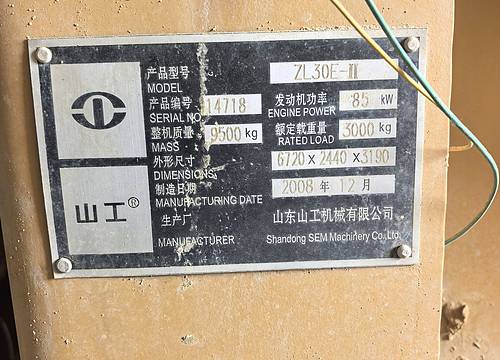 产品型号 ZL30E-Ⅱ
MODEL
产品编号 14718 发动机功率 85 kW
SERIAL NO. ENGINE POWER
整机质量 9500 kg 额定载重量 3000 kg
MASS RATED LOAD
外形尺寸 6720 X 2440 X 3190
DIMENSIONS
制造日期 2008 年 12 月
MANUFACTURING DATE
生产厂 山东山工机械有限公司
MANUFACTURER Shandong SEM Machinery Co.,Ltd.
山工®